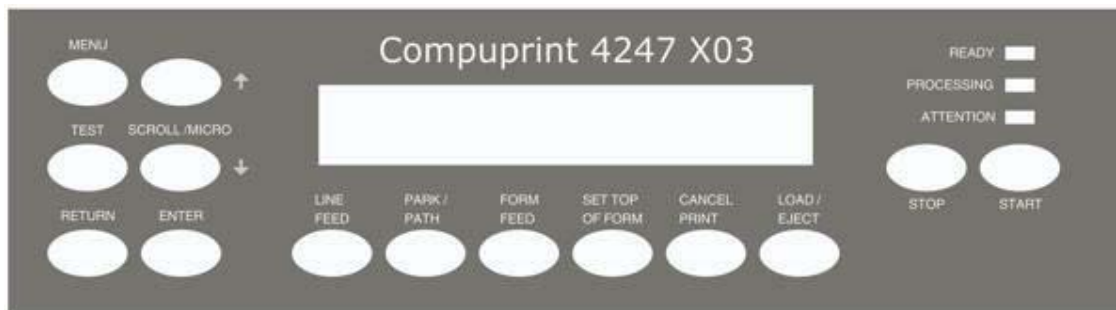 Compuprint 4247 X03
MENU
↑
TEST
SCROLL /MICRO
↓
RETURN
ENTER
LINE
FEED
PARK /
PATH
FORM
FEED
SET TOP
OF FORM
CANCEL
PRINT
LOAD /
EJECT
READY
PROCESSING
ATTENTION
STOP
START